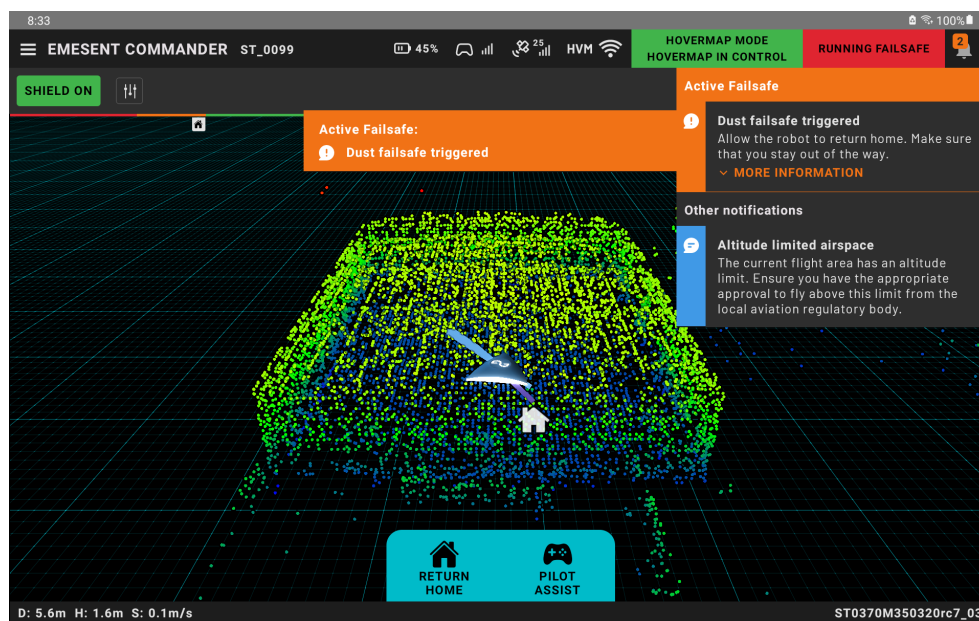 8:33
100%
EMESENT COMMANDER ST_0099
45%
25
HVM
HOVERMAP MODE
HOVERMAP IN CONTROL
RUNNING FAILSAFE
2
SHIELD ON
Active Failsafe:
Dust failsafe triggered
Active Failsafe
Dust failsafe triggered
Allow the robot to return home. Make sure
that you stay out of the way.
MORE INFORMATION
Other notifications
Altitude limited airspace
The current flight area has an altitude
limit. Ensure you have the appropriate
approval to fly above this limit from the
local aviation regulatory body.
RETURN
HOME
PILOT
ASSIST
D: 5.6m H: 1.6m S: 0.1m/s
ST0370M350320rc7_03